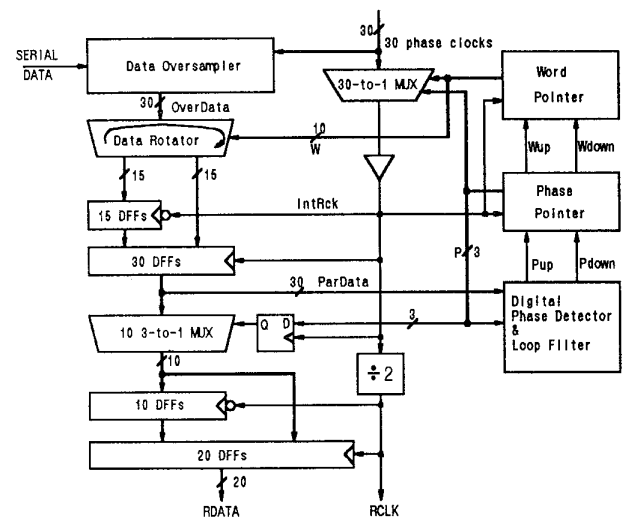 30
30 phase clocks
SERIAL
DATA
Data Oversampler
30-to-1 MUX
Word
Pointer
30
OverData
Data Rotator
10
W
Wup
Wdown
15
15
IntRck
Phase
Pointer
15 DFFs
30 DFFs
P
3
Pup
Pdown
30
ParData
Digital
Phase Detector
&
Loop Filter
10 3-to-1 MUX
Q
D
3
10
÷2
10 DFFs
20 DFFs
20
RDATA
RCLK